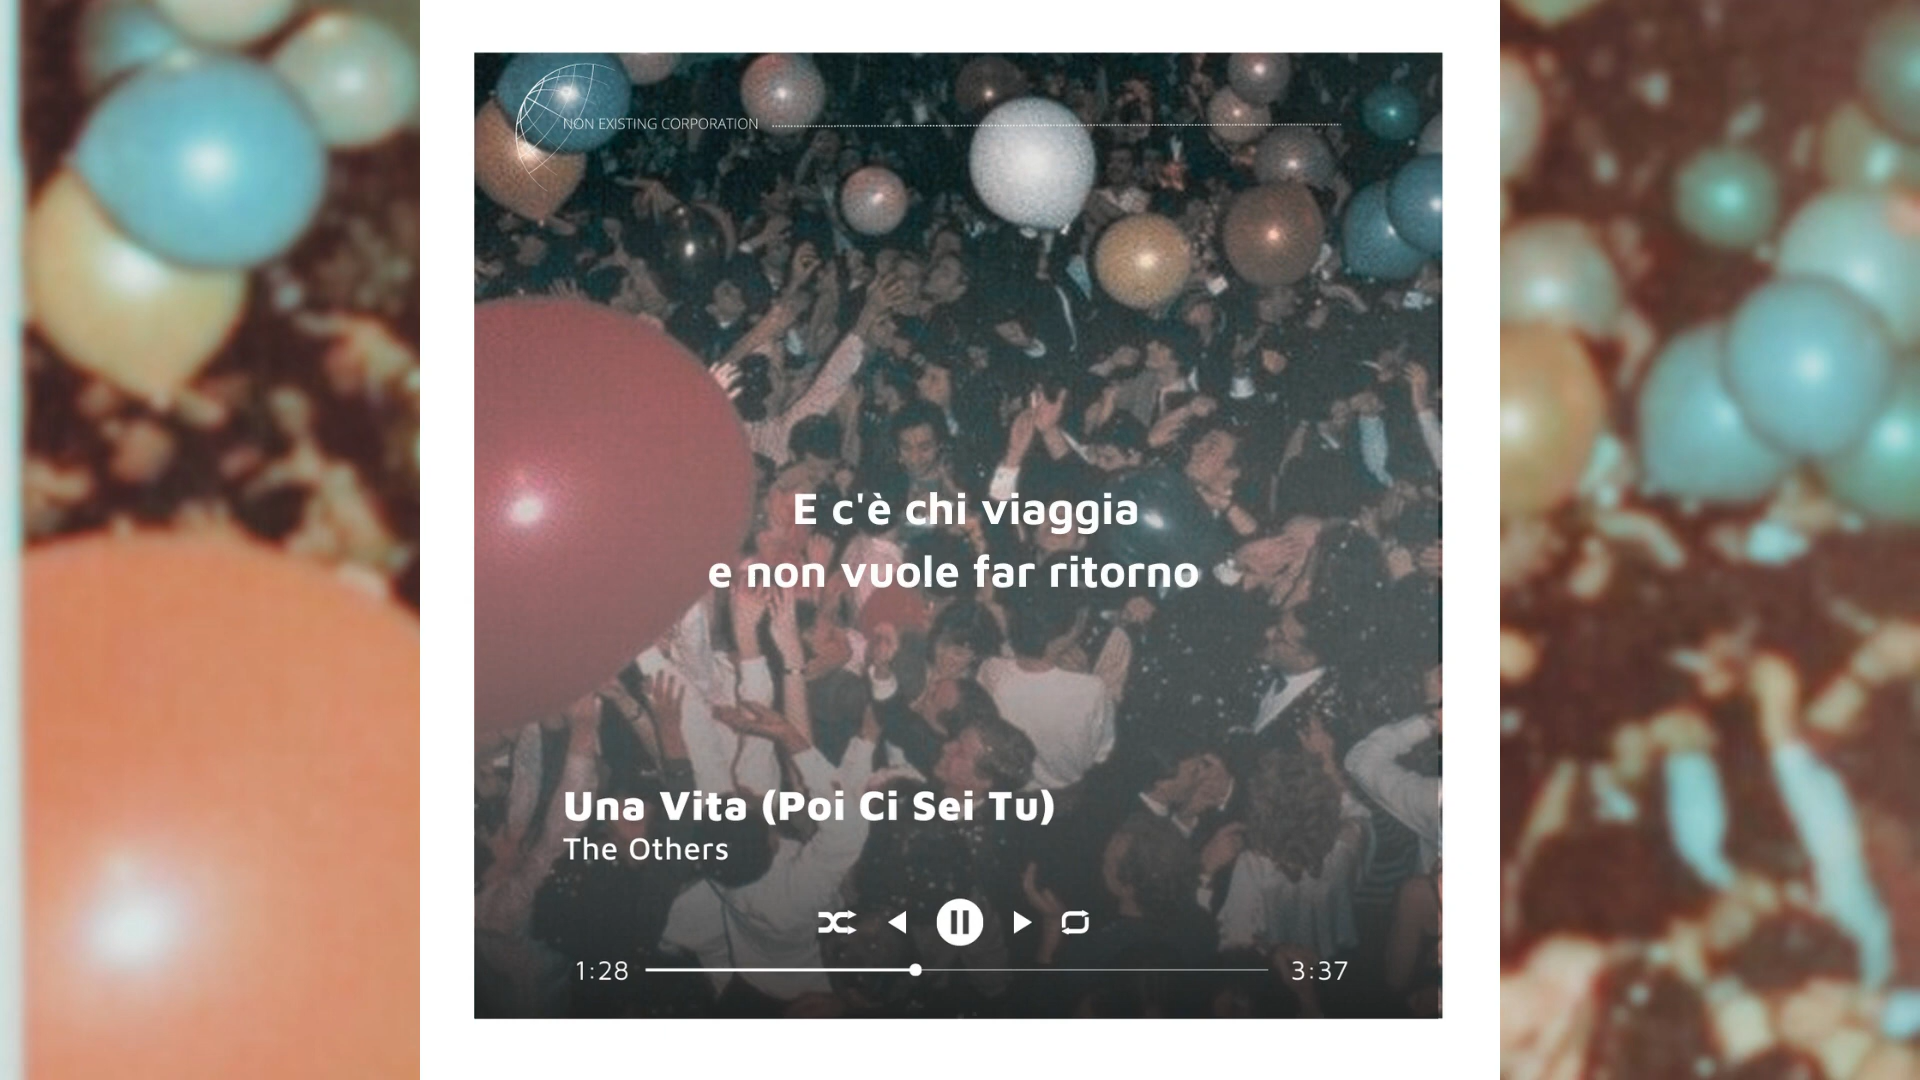 NON EXISTING CORPORATION
E c'è chi viaggia
e non vuole far ritorno
Una Vita (Poi Ci Sei Tu)
The Others
1:28
3:37